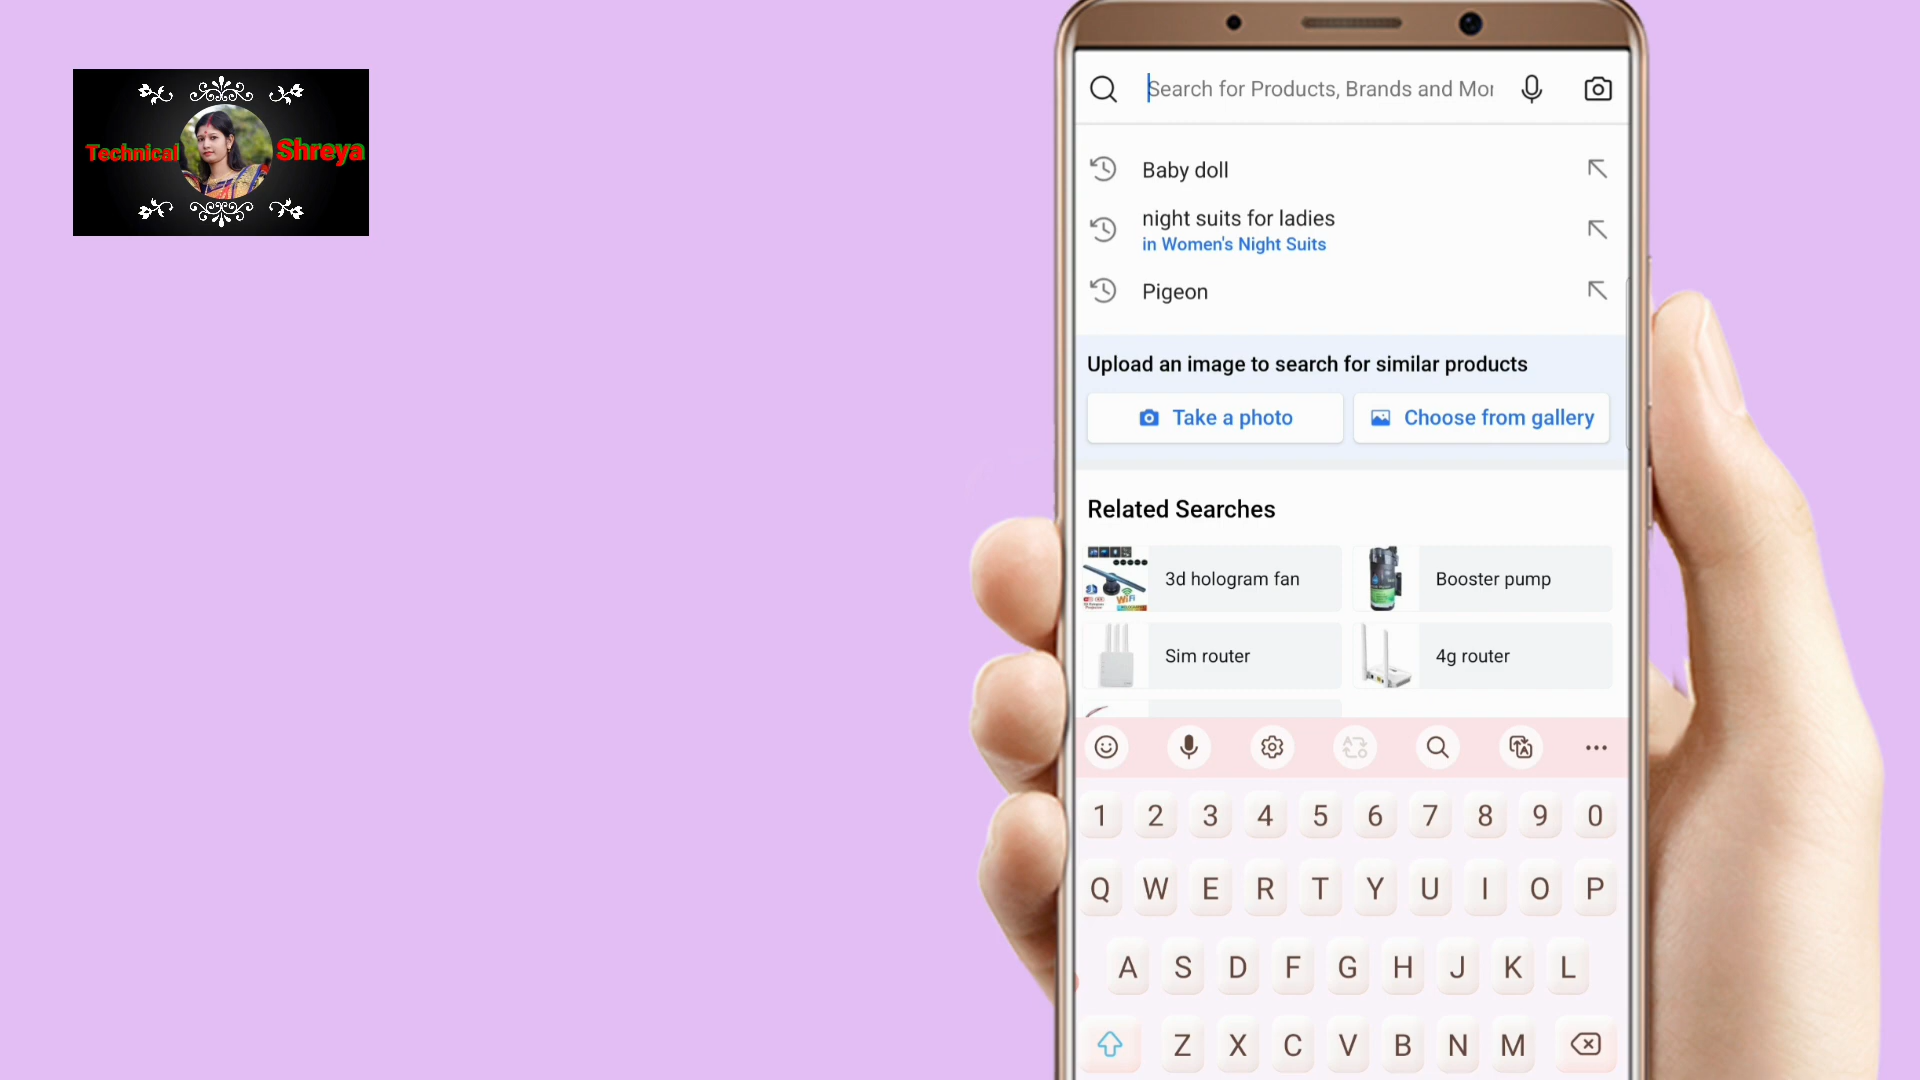 Technical Shreya
Search for Products, Brands and Mor
Baby doll
night suits for ladies
in Women's Night Suits
Pigeon
Upload an image to search for similar products
Take a photo
Choose from gallery
Related Searches
3d hologram fan
Booster pump
WiFi
Sim router
4g router
1 2 3 4 5 6 7 8 9 0
Q W E R T Y U I O P
A S D F G H J K L
Z X C V B N M